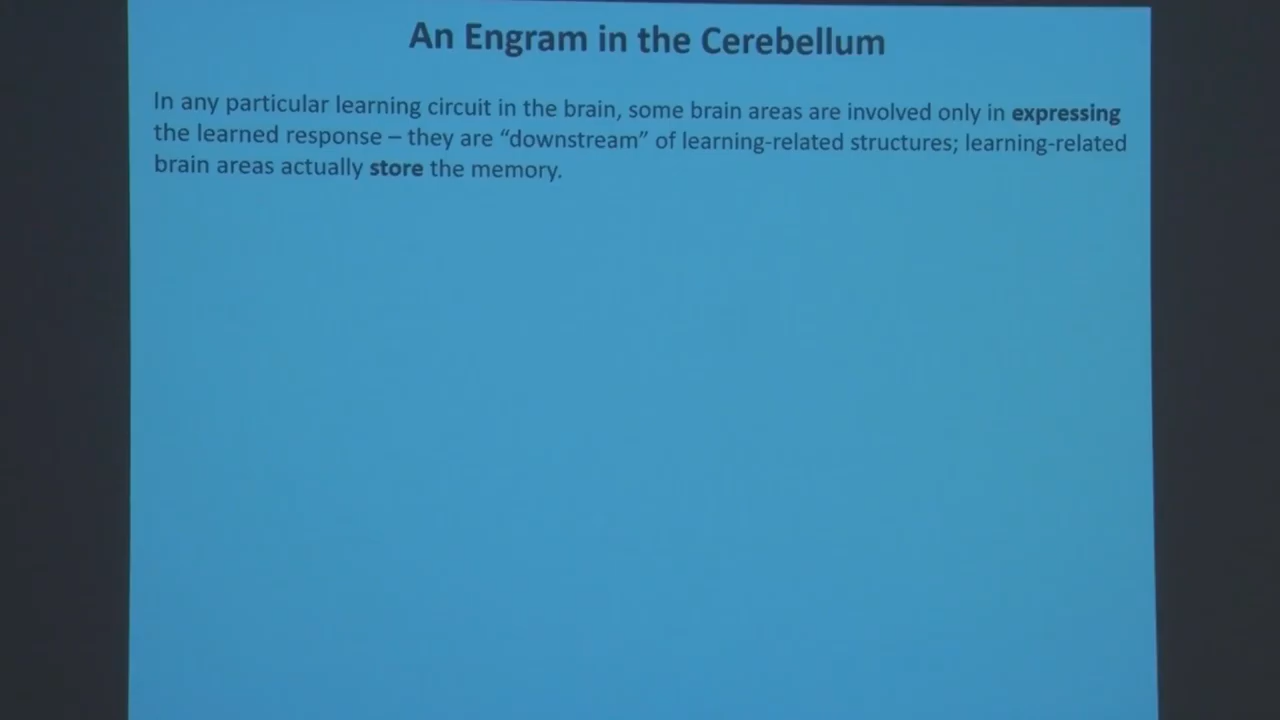 An Engram in the Cerebellum
In any particular learning circuit in the brain, some brain areas are involved only in expressing
the learned response – they are “downstream” of learning-related structures; learning-related
brain areas actually store the memory.